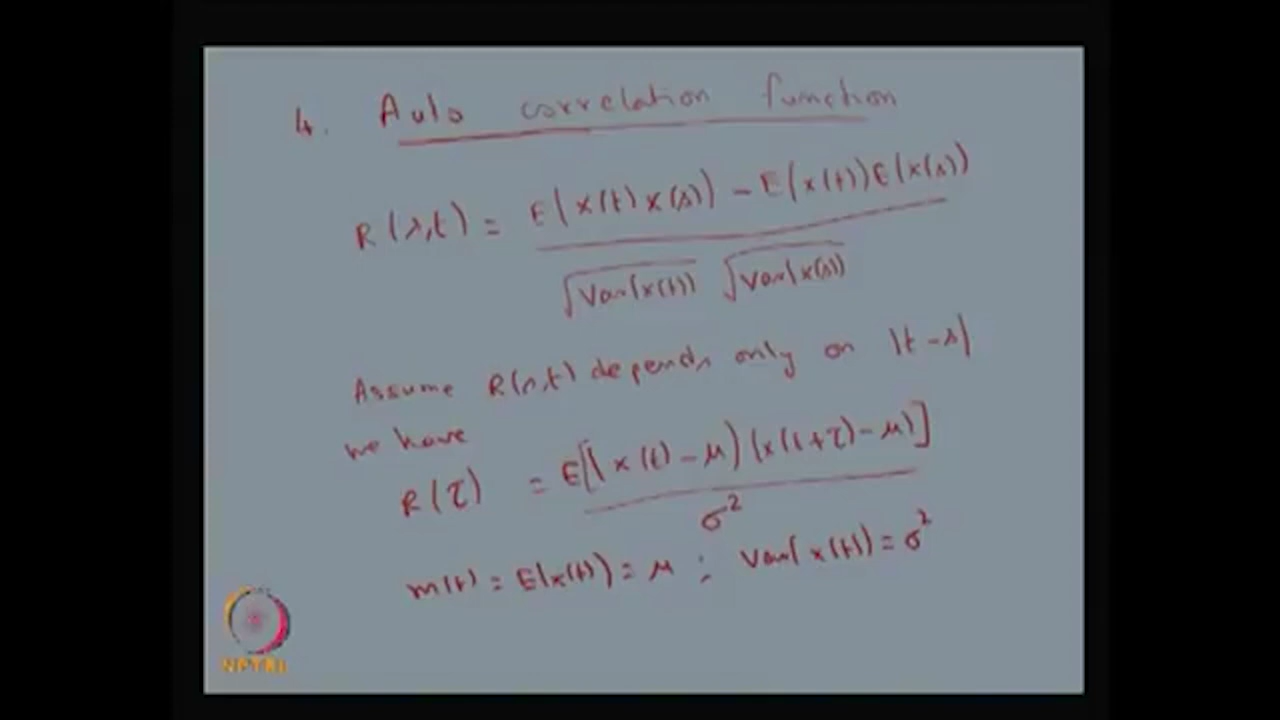 4. Auto correlation function
R(s,t) = E(x(t)x(s)) - E(x(t))E(x(s))
√Var(x(t)) √Var(x(s))
Assume R(s,t) depends only on |t-s|
we have
R(τ) = E[(x(t)-μ)(x(t+τ)-μ)]
σ²
m(t) = E(x(t)) = μ ; Var(x(t)) = σ²
NPTEL